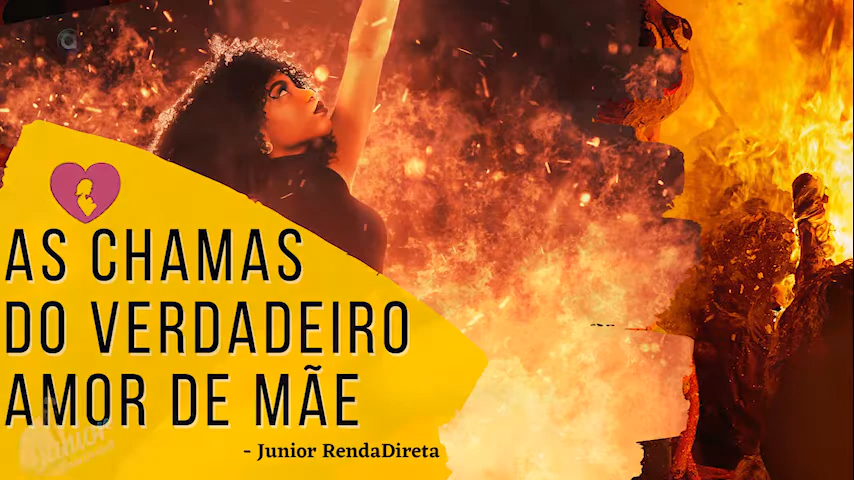 AS CHAMAS
DO VERDADEIRO
AMOR DE MÃE
- Junior RendaDireta